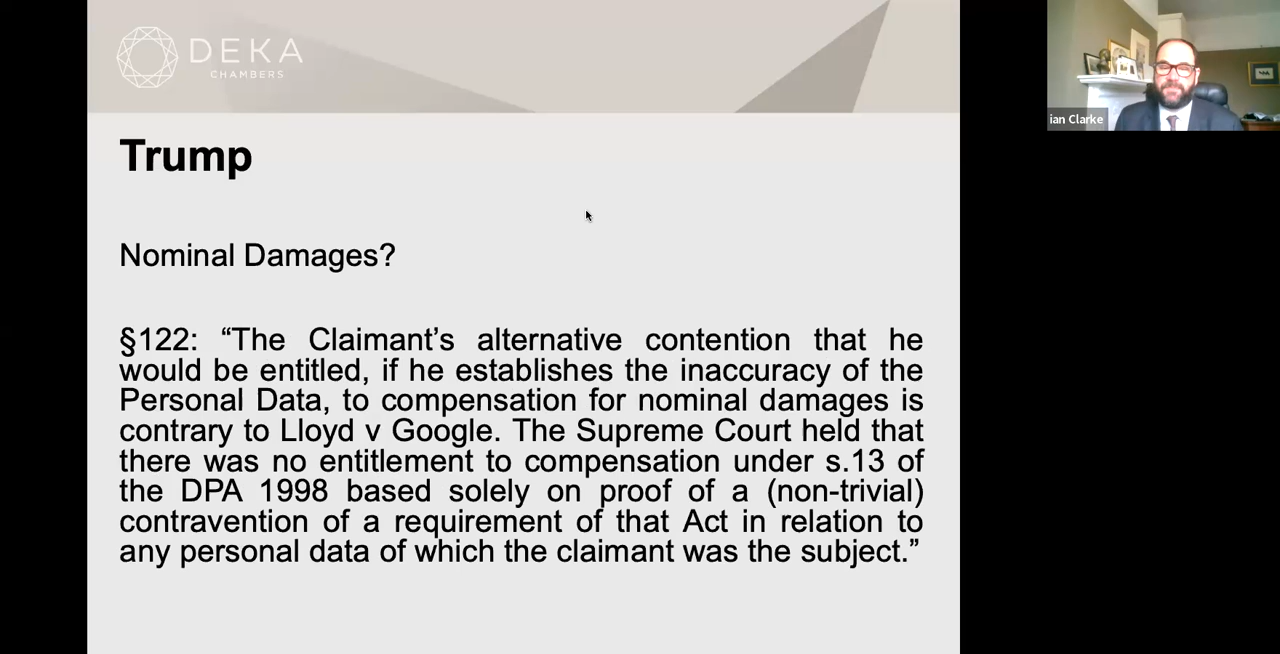 DEKA
CHAMBERS
Trump
Nominal Damages?
§122: “The Claimant’s alternative contention that he
would be entitled, if he establishes the inaccuracy of the
Personal Data, to compensation for nominal damages is
contrary to Lloyd v Google. The Supreme Court held that
there was no entitlement to compensation under s.13 of
the DPA 1998 based solely on proof of a (non-trivial)
contravention of a requirement of that Act in relation to
any personal data of which the claimant was the subject.”
ian Clarke